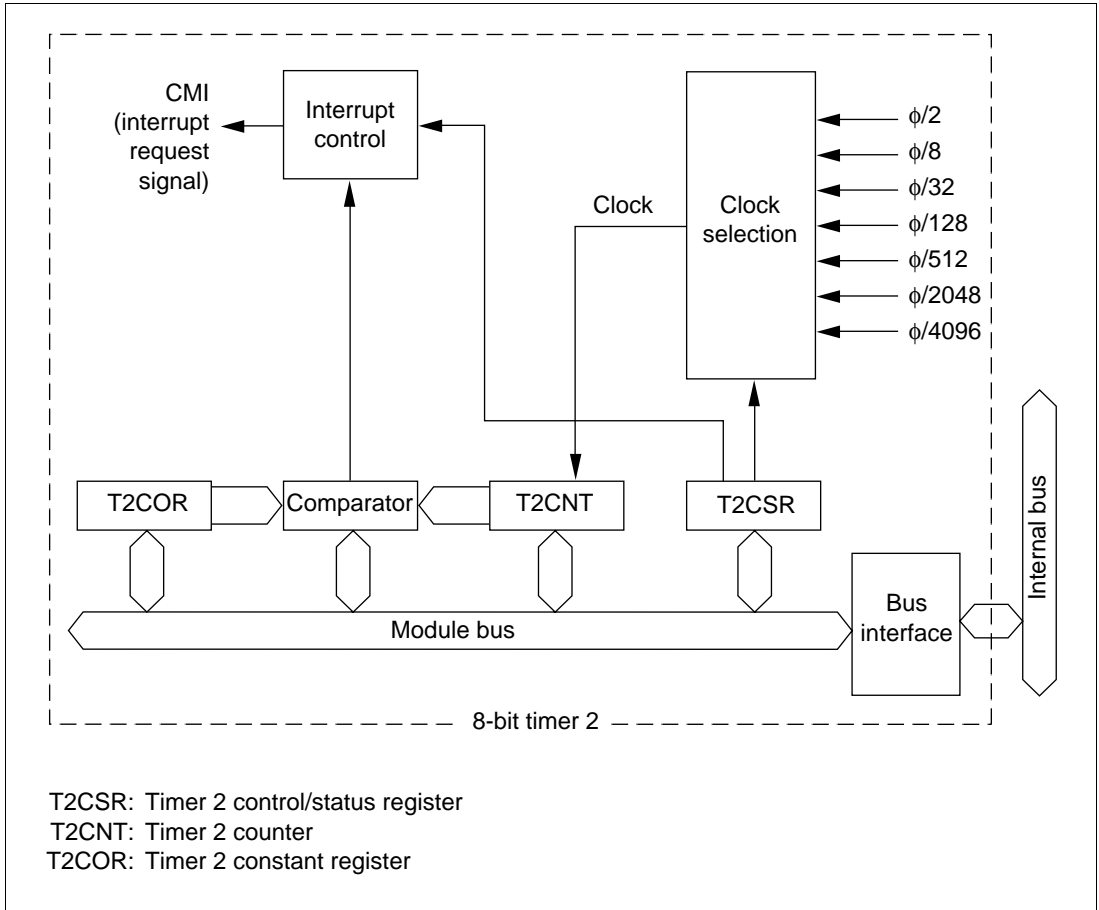 CMI
(interrupt
request
signal)
Interrupt
control
Clock
Clock
selection
ϕ/2
ϕ/8
ϕ/32
ϕ/128
ϕ/512
ϕ/2048
ϕ/4096
T2COR
Comparator
T2CNT
T2CSR
Module bus
Bus
interface
Internal bus
8-bit timer 2
T2CSR: Timer 2 control/status register
T2CNT: Timer 2 counter
T2COR: Timer 2 constant register